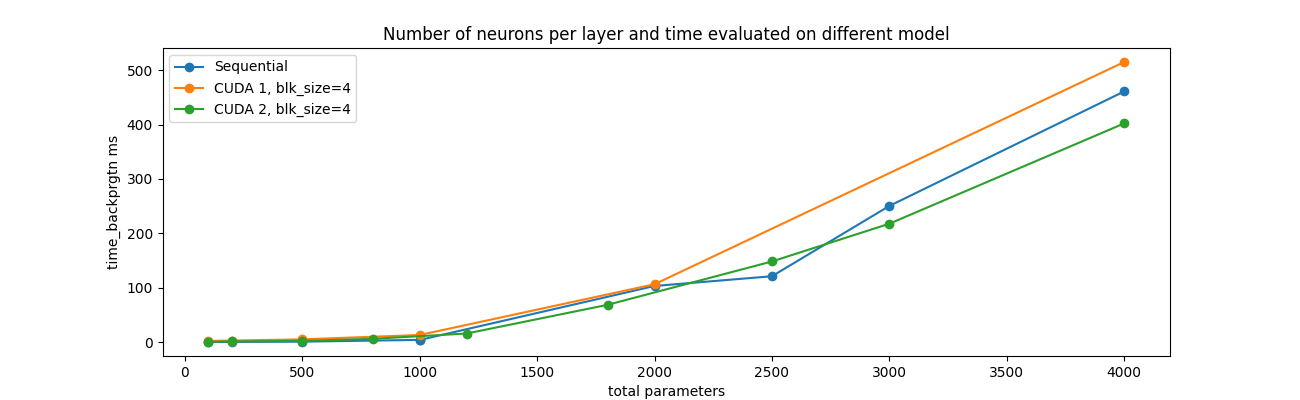 Number of neurons per layer and time evaluated on different model
Sequential
CUDA 1, blk_size=4
CUDA 2, blk_size=4
time_backprgtn ms
500
400
300
200
100
0
0 500 1000 1500 2000 2500 3000 3500 4000
total parameters